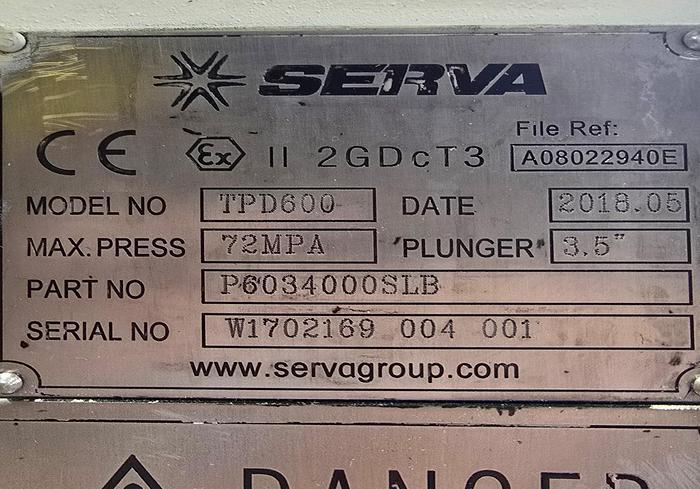 SERVA
File Ref:
CE Ex II 2GDcT3 A08022940E
MODEL NO TPD600 DATE 2018.05
MAX. PRESS 72MPA PLUNGER 3.5"
PART NO P6034000SLB
SERIAL NO W1702169 004 001
www.servagroup.com
DANGER